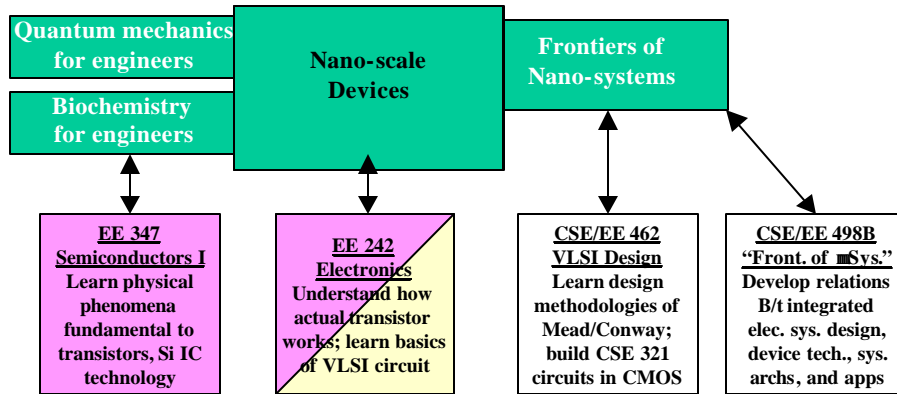 Quantum mechanics
for engineers
Biochemistry
for engineers
Nano-scale
Devices
Frontiers of
Nano-systems
EE 347
Semiconductors I
Learn physical
phenomena
fundamental to
transistors, Si IC
technology
EE 242
Electronics
Understand how
actual transistor
works; learn basics
of VLSI circuit
CSE/EE 462
VLSI Design
Learn design
methodologies of
Mead/Conway;
build CSE 321
circuits in CMOS
CSE/EE 498B
“Front. of Sys.”
Develop relations
B/t integrated
elec. sys. design,
device tech., sys.
archs, and apps